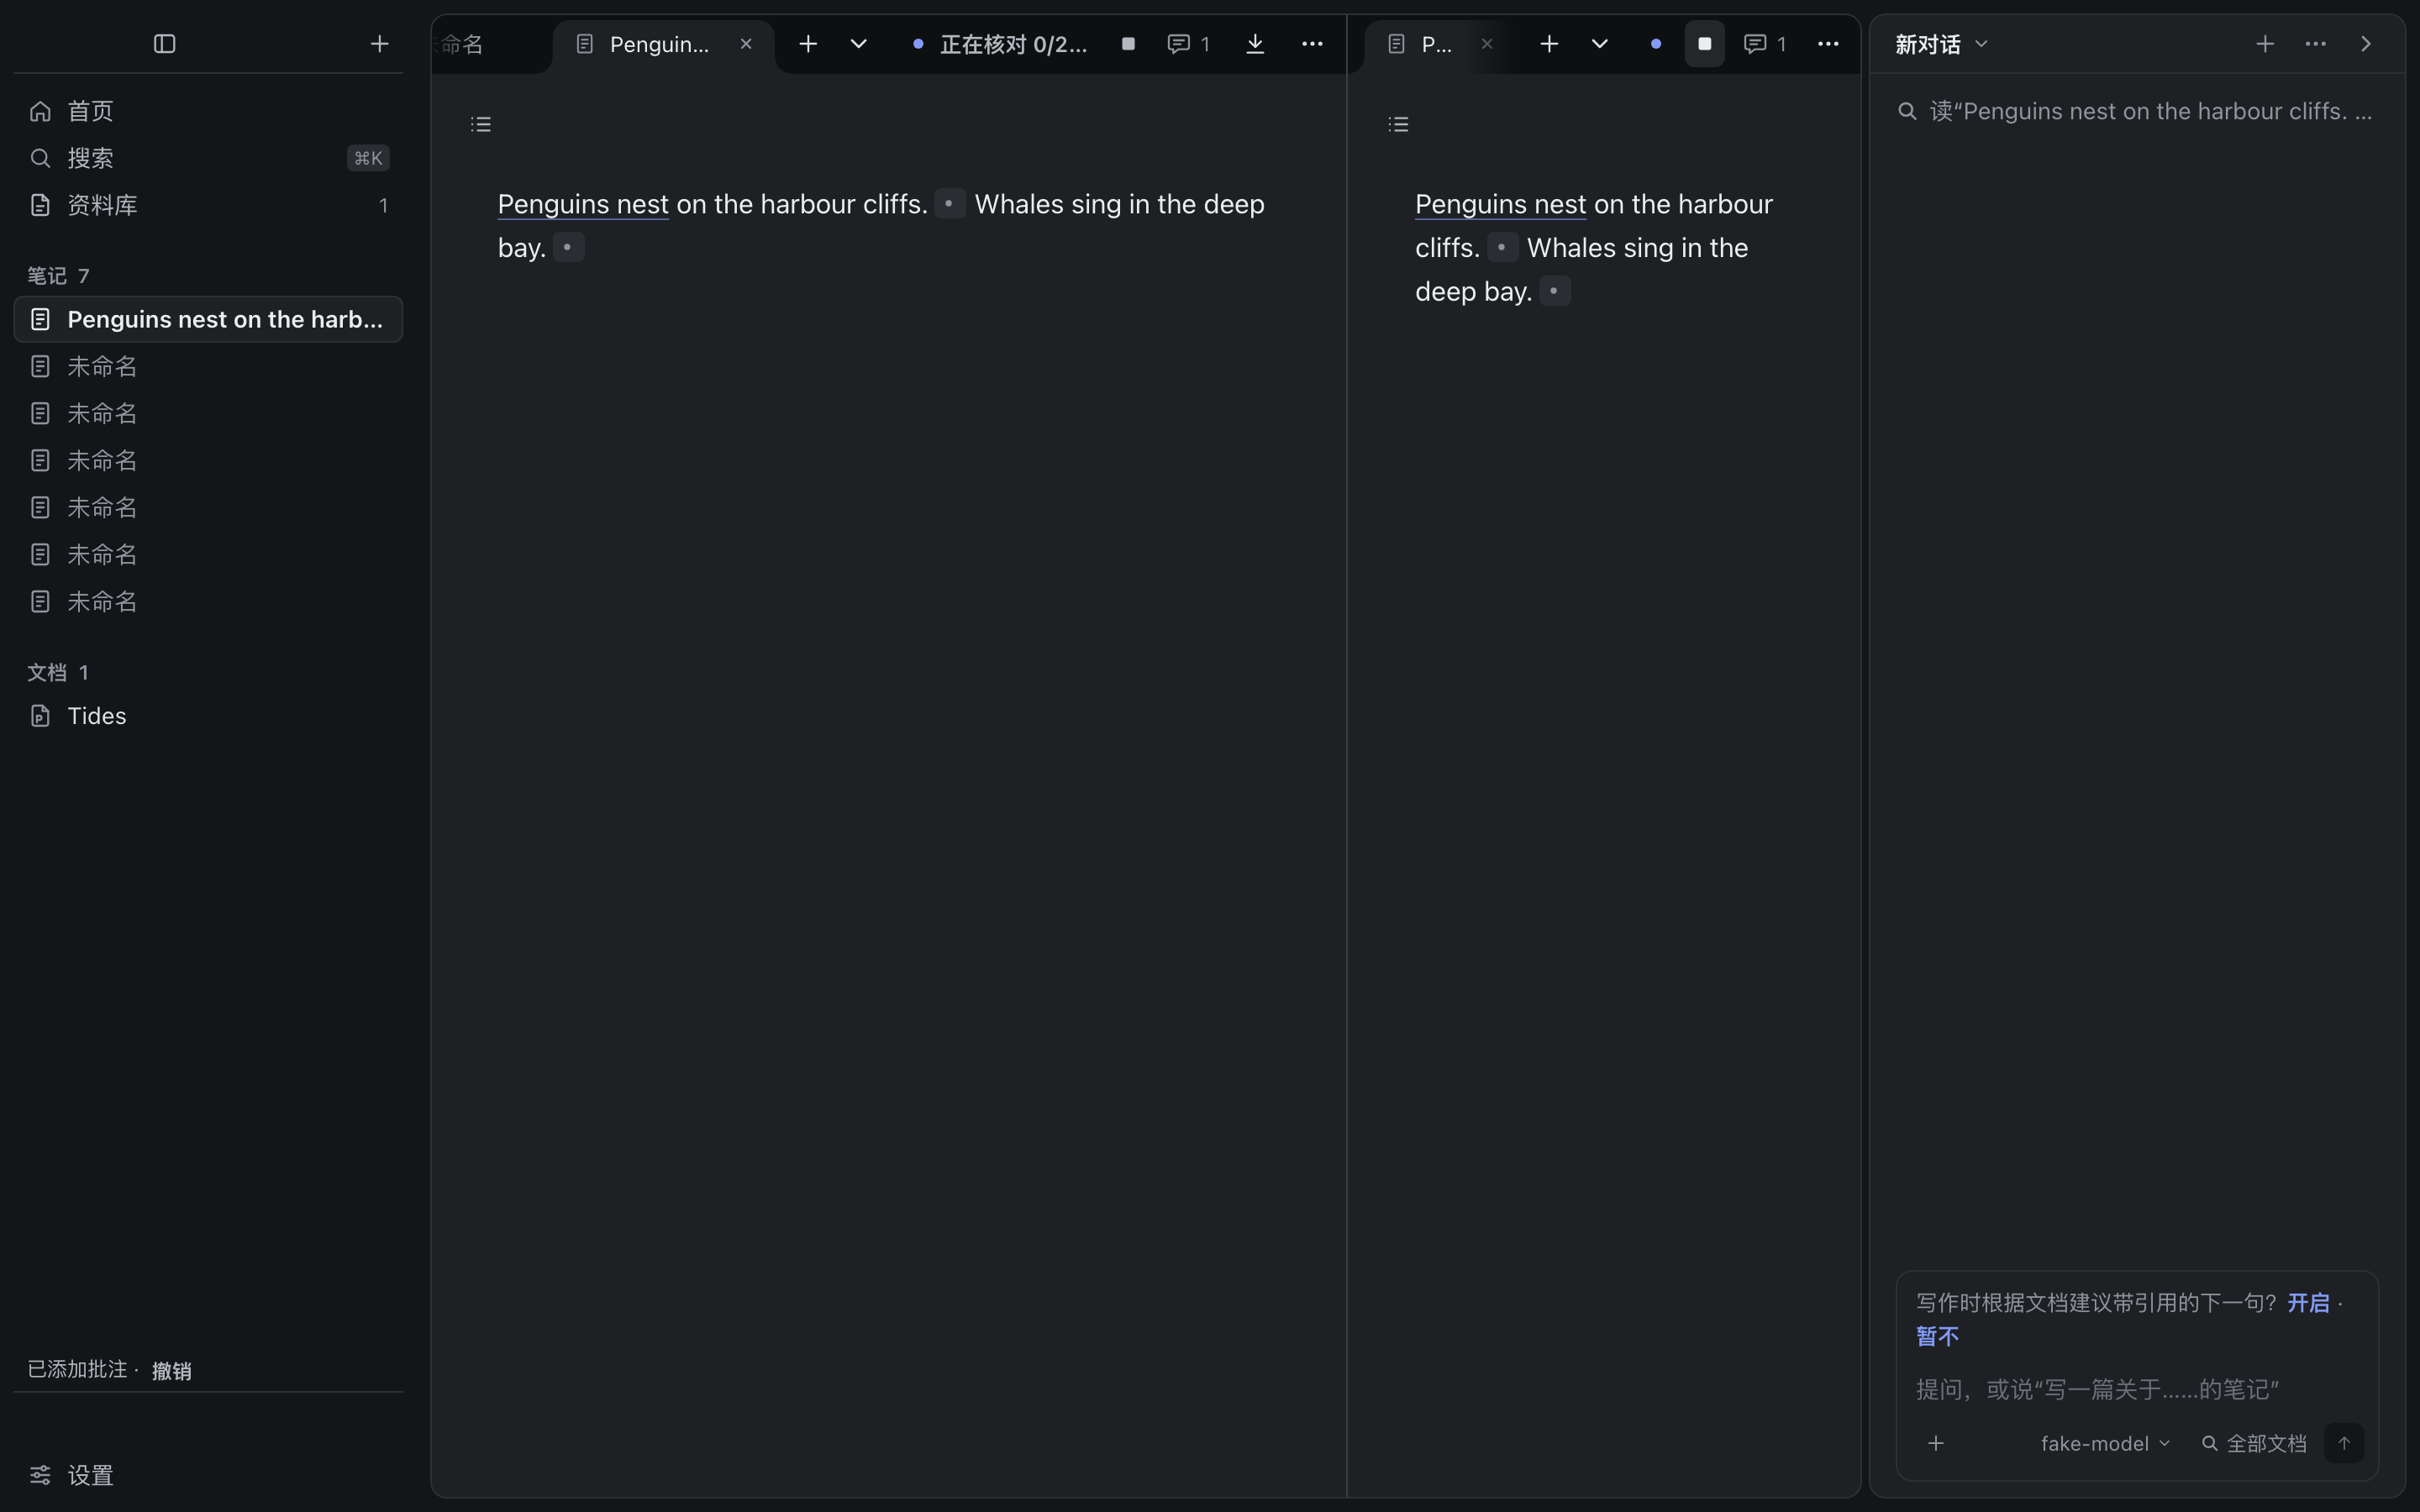 首页
搜索 ⌘K
资料库 1
笔记 7
Penguins nest on the harb...
未命名
未命名
未命名
未命名
未命名
未命名
文档 1
Tides
已添加批注 · 撤销
设置
命名 Penguin... 正在核对 0/2... 1
Penguins nest on the harbour cliffs. Whales sing in the deep
bay.
P... 1
Penguins nest on the harbour
cliffs. Whales sing in the
deep bay.
新对话
读“Penguins nest on the harbour cliffs. ...
写作时根据文档建议带引用的下一句？ 开启 ·
暂不
提问，或说“写一篇关于……的笔记”
fake-model 全部文档